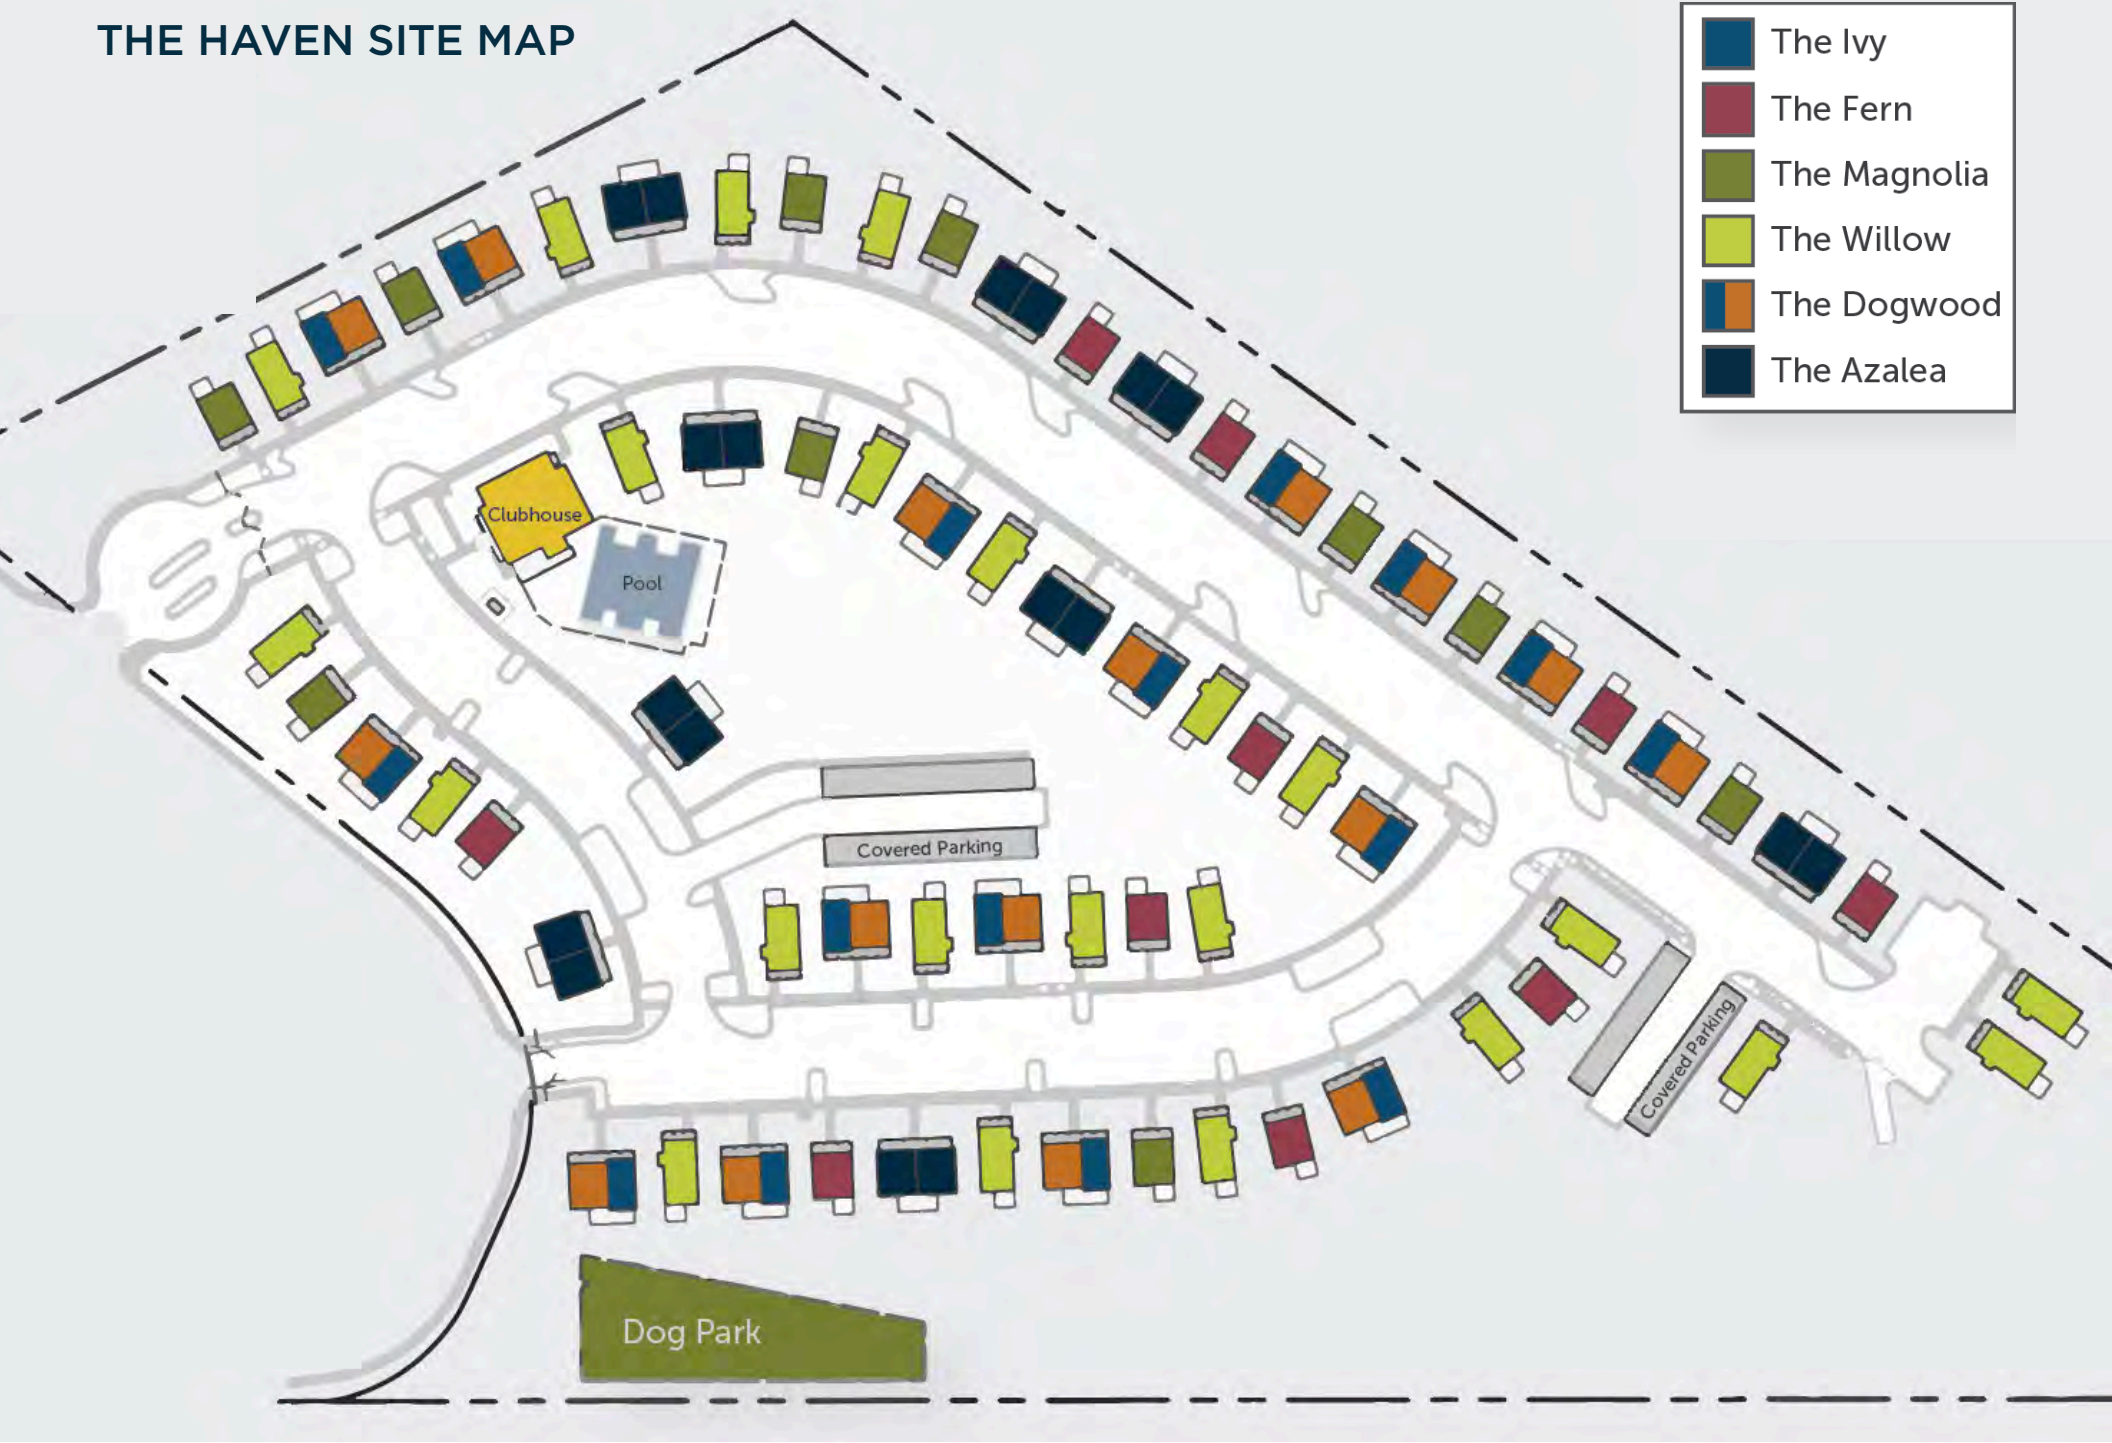 THE HAVEN SITE MAP
The Ivy
The Fern
The Magnolia
The Willow
The Dogwood
The Azalea
Clubhouse
Pool
Covered Parking
Covered Parking
Dog Park